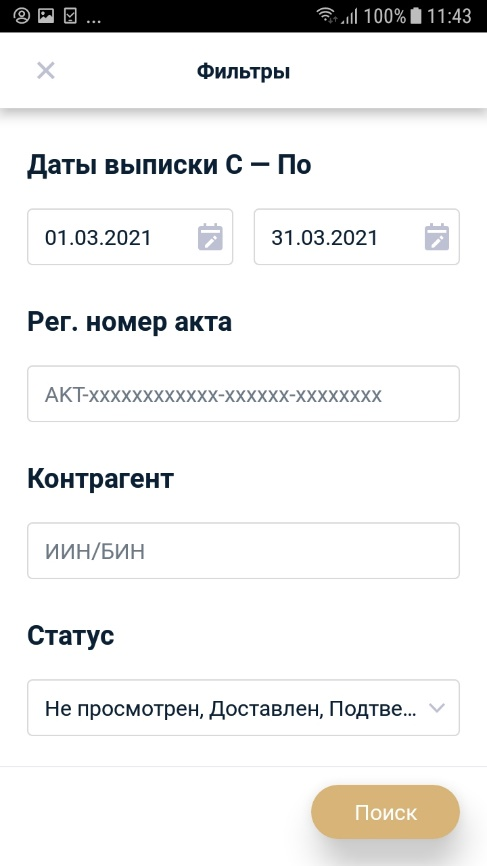 ... 100% 11:43
Фильтры
Даты выписки С — По
01.03.2021 31.03.2021
Рег. номер акта
АКТ-xxxxxxxxxxxx-xxxxxx-xxxxxxxx
Контрагент
ИИН/БИН
Статус
Не просмотрен, Доставлен, Подтве...
Поиск